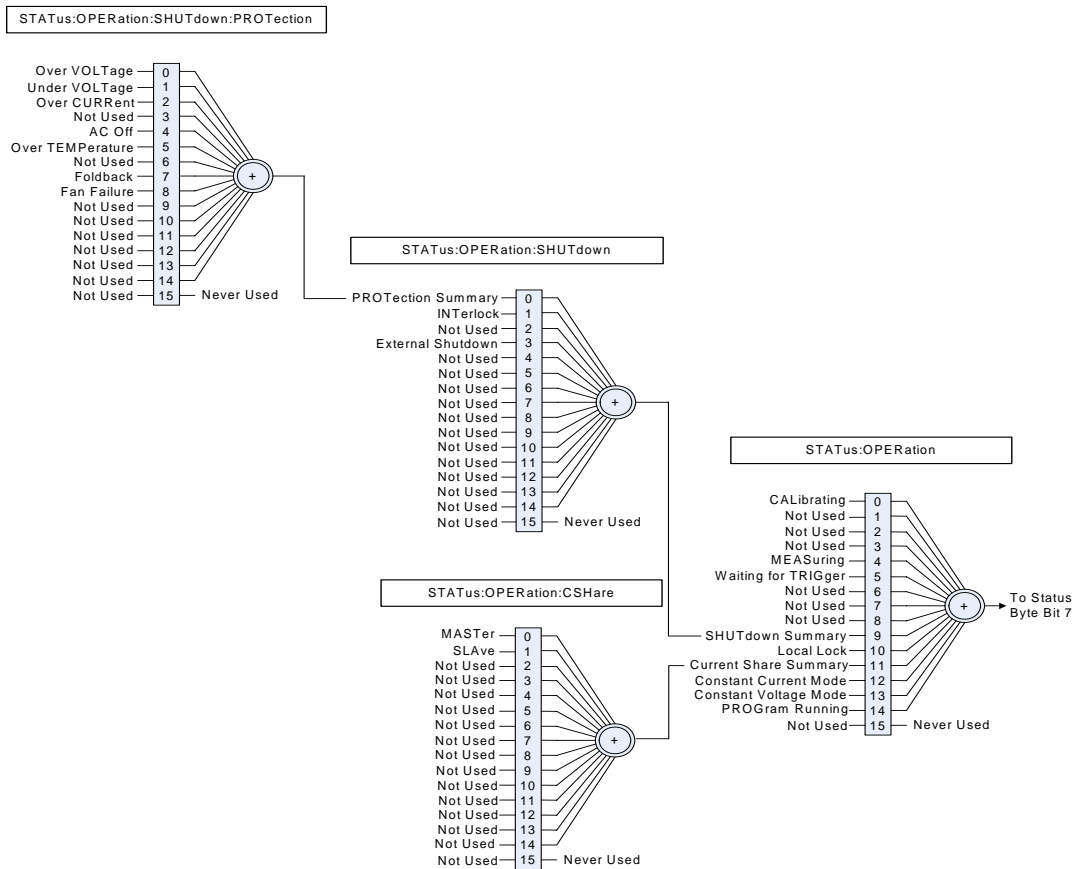 STATus:OPERation:SHUTdown:PROTection
Over VOLTage 0
Under VOLTage 1
Over CURRent 2
Not Used 3
AC Off 4
Over TEMPerature 5
Not Used 6
Foldback 7
Fan Failure 8
Not Used 9
Not Used 10
Not Used 11
Not Used 12
Not Used 13
Not Used 14
Not Used 15 Never Used
+
STATus:OPERation:SHUTdown
PROTection Summary 0
INTerlock 1
Not Used 2
External Shutdown 3
Not Used 4
Not Used 5
Not Used 6
Not Used 7
Not Used 8
Not Used 9
Not Used 10
Not Used 11
Not Used 12
Not Used 13
Not Used 14
Not Used 15 Never Used
+
STATus:OPERation:CSHare
MASTer 0
SLAve 1
Not Used 2
Not Used 3
Not Used 4
Not Used 5
Not Used 6
Not Used 7
Not Used 8
Not Used 9
Not Used 10
Not Used 11
Not Used 12
Not Used 13
Not Used 14
Not Used 15 Never Used
+
STATus:OPERation
CALibrating 0
Not Used 1
Not Used 2
Not Used 3
MEASuring 4
Waiting for TRIGger 5
Not Used 6
Not Used 7
Not Used 8
SHUTdown Summary 9
Local Lock 10
Current Share Summary 11
Constant Current Mode 12
Constant Voltage Mode 13
PROGram Running 14
Not Used 15 Never Used
+
To Status
Byte Bit 7